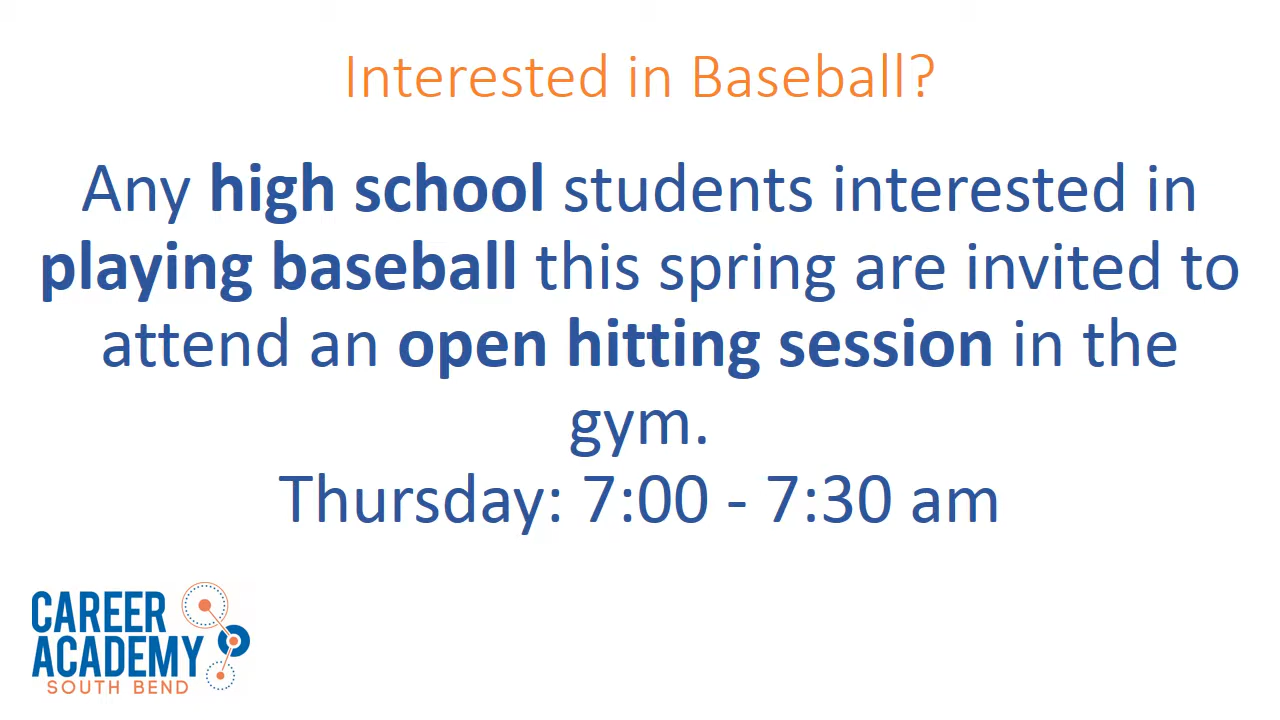 Interested in Baseball?
Any high school students interested in
playing baseball this spring are invited to
attend an open hitting session in the
gym.
Thursday: 7:00 - 7:30 am
CAREER
ACADEMY
SOUTH BEND